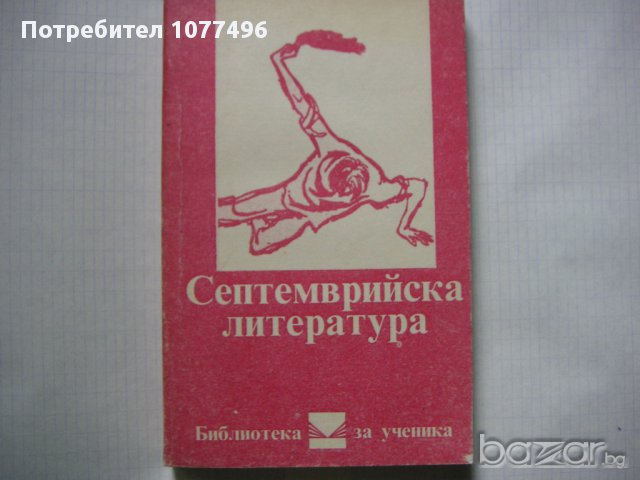 Потребител 1077496
Септемврийска
литература
Библиотека за ученика
bazar.bg